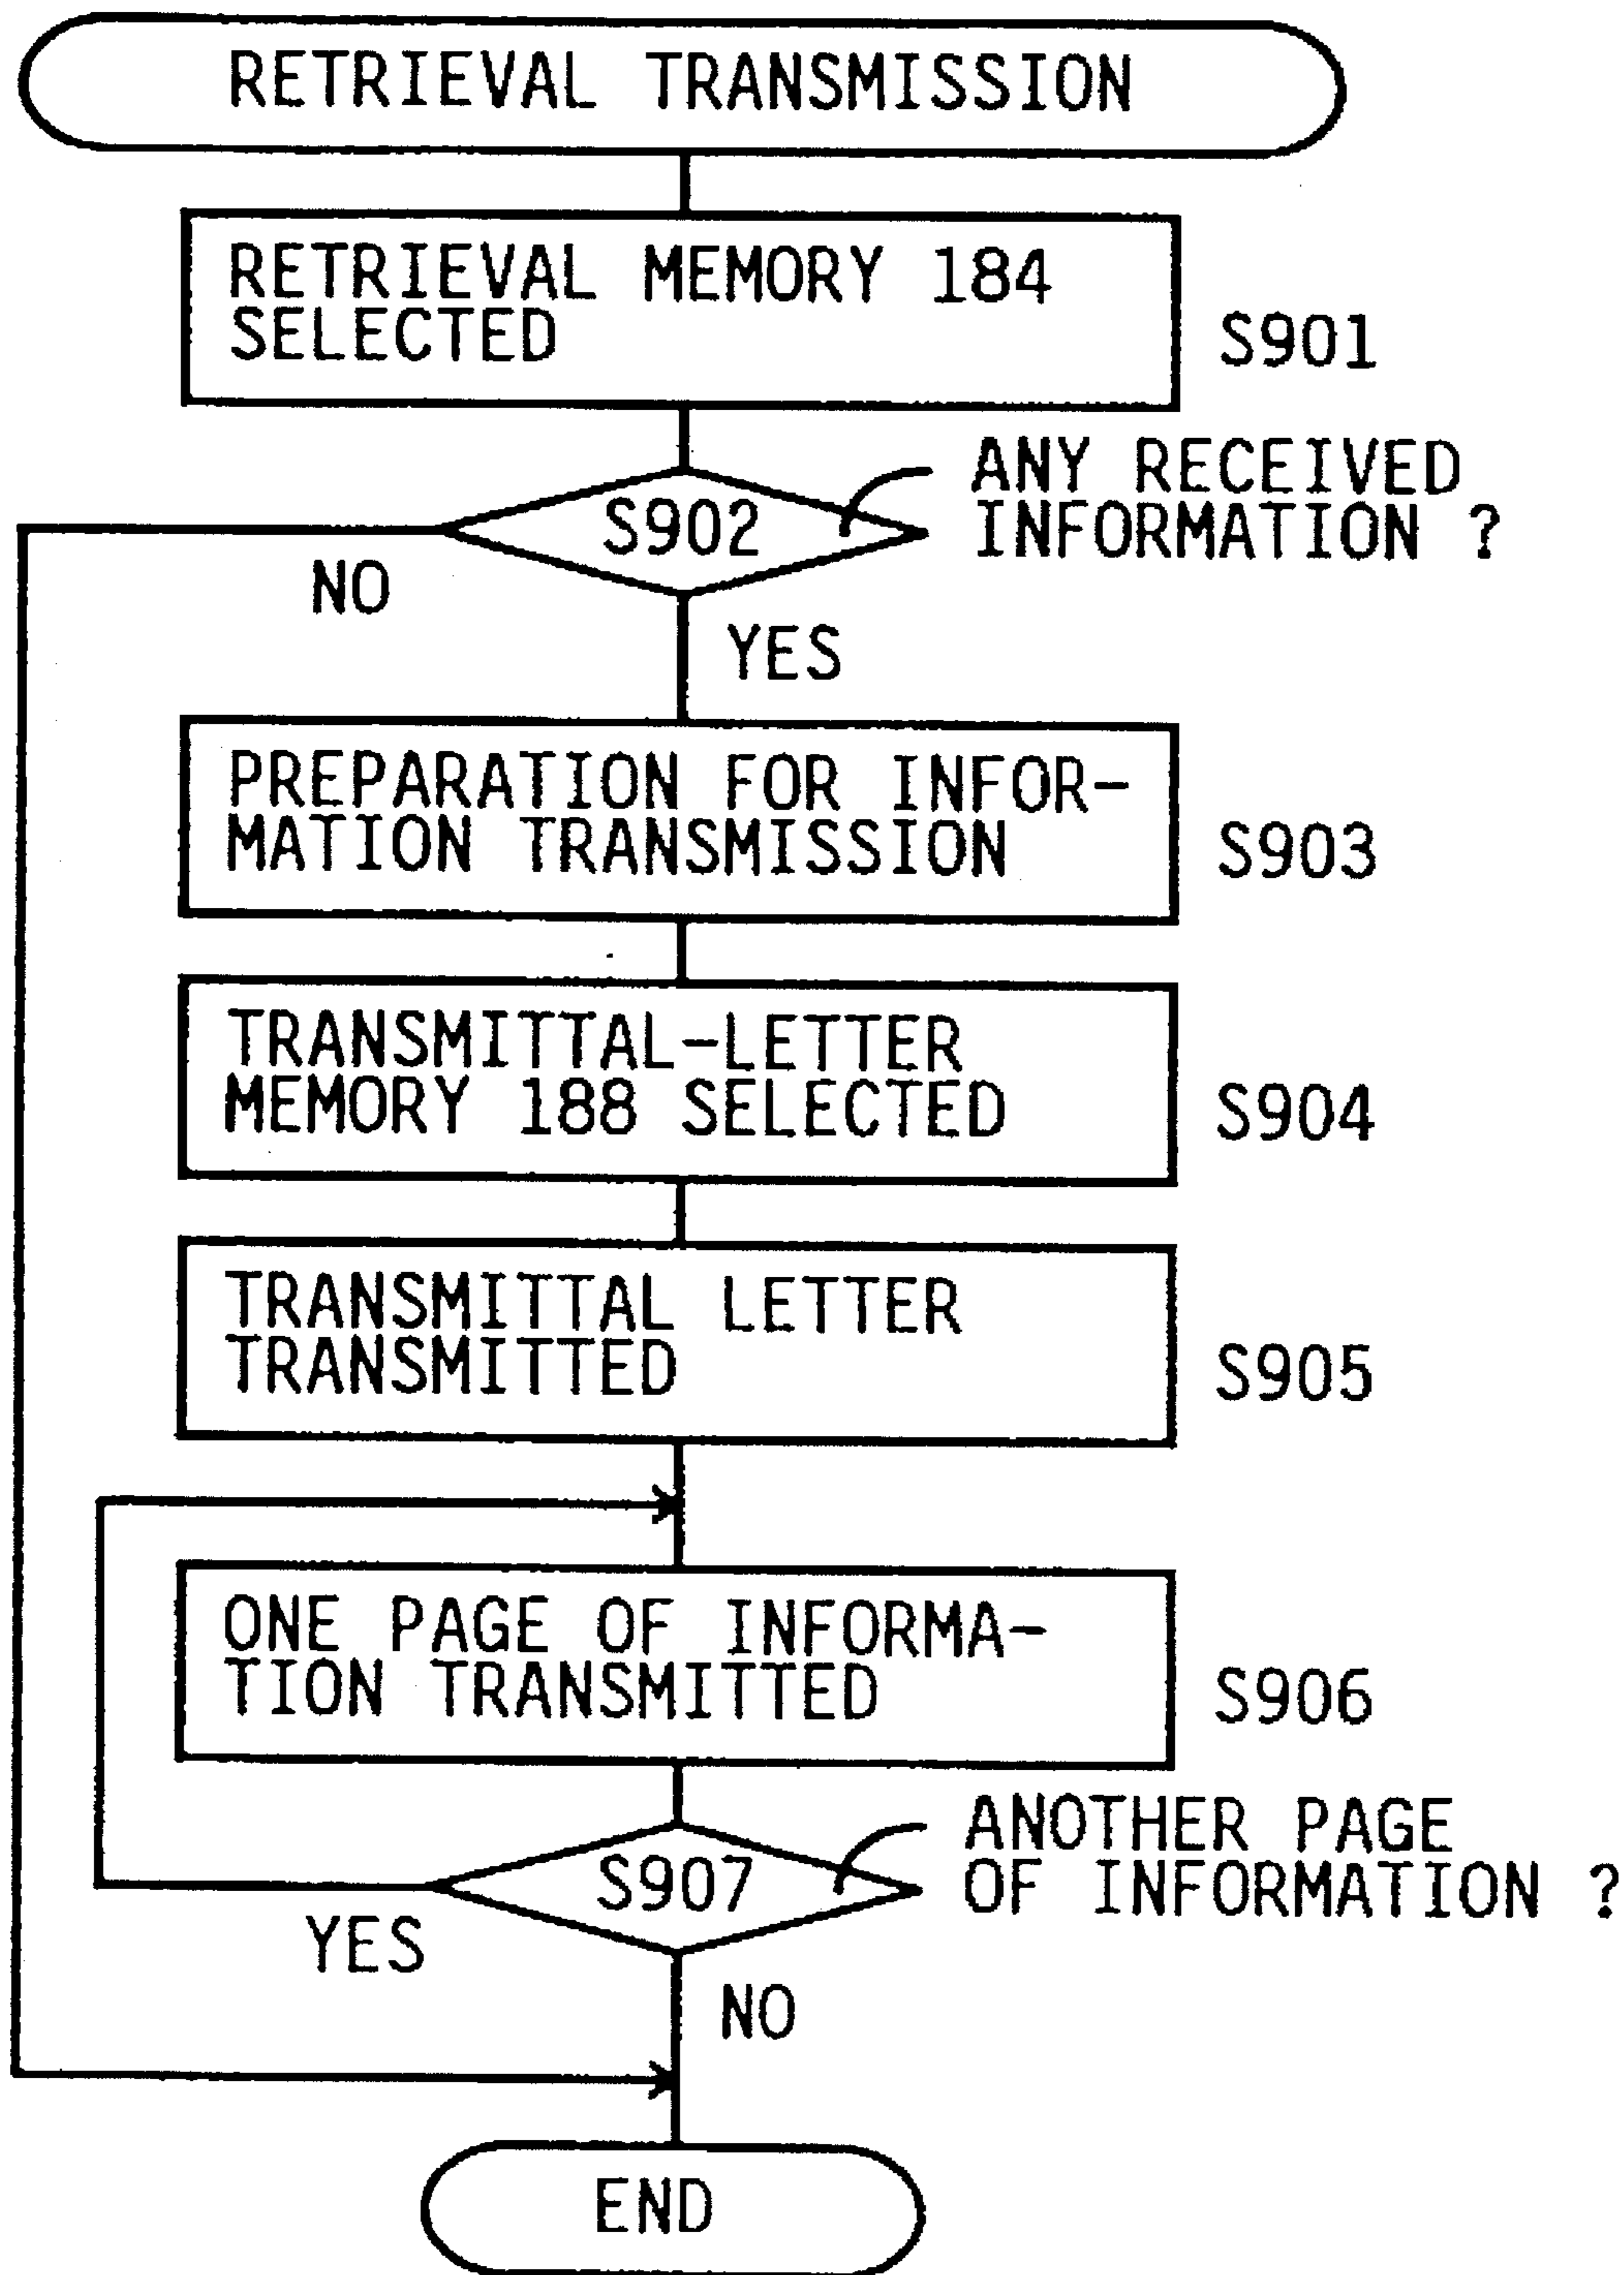 RETRIEVAL TRANSMISSION
RETRIEVAL MEMORY 184
SELECTED
S901
S902
ANY RECEIVED
INFORMATION ?
NO
YES
PREPARATION FOR INFOR-
MATION TRANSMISSION
S903
TRANSMITTAL-LETTER
MEMORY 188 SELECTED
S904
TRANSMITTAL LETTER
TRANSMITTED
S905
ONE PAGE OF INFORMA-
TION TRANSMITTED
S906
S907
ANOTHER PAGE
OF INFORMATION ?
YES
NO
END